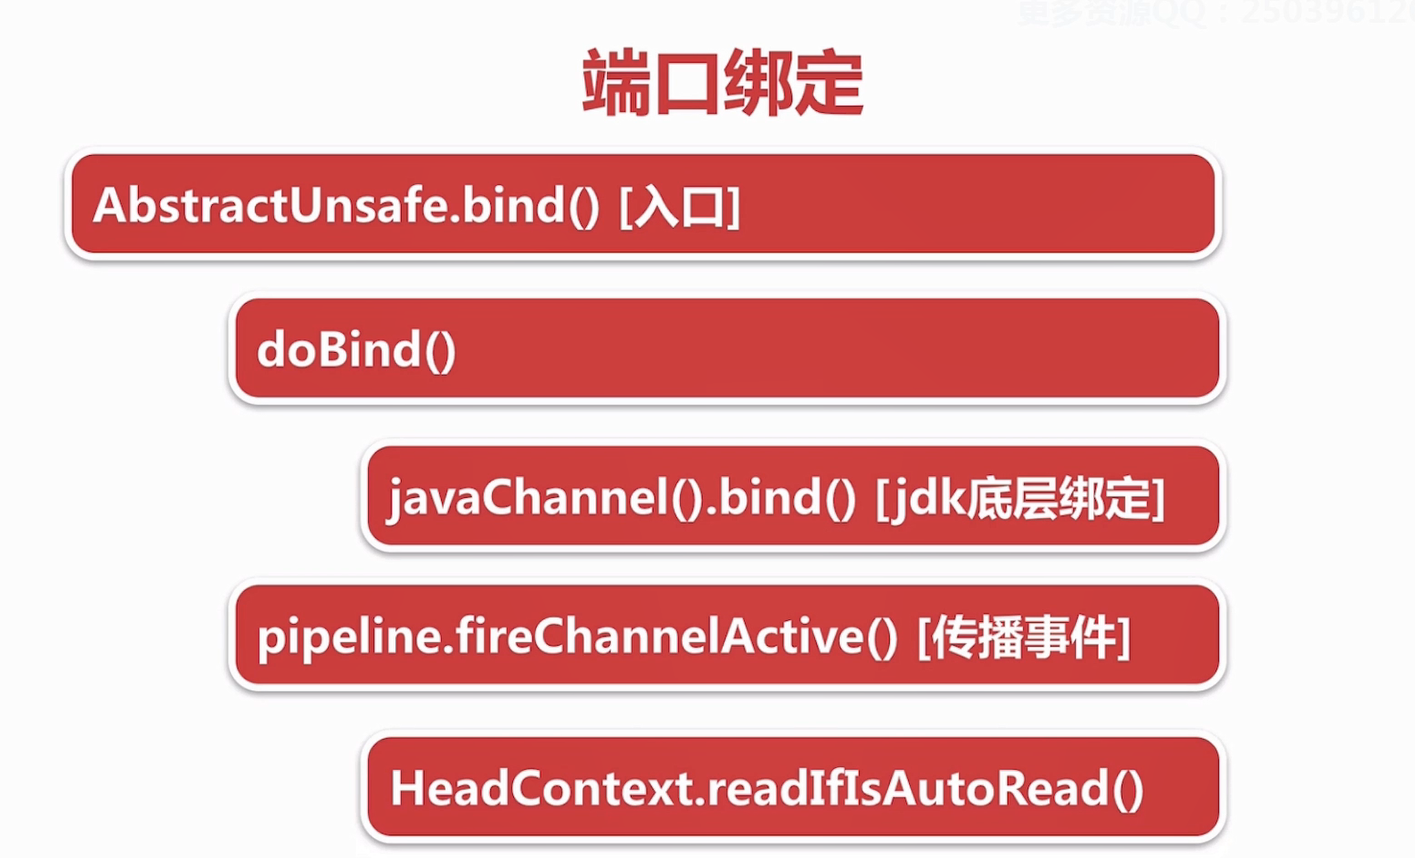 更多资源QQ：25039612
端口绑定
AbstractUnsafe.bind() [入口]
doBind()
javaChannel().bind() [jdk底层绑定]
pipeline.fireChannelActive() [传播事件]
HeadContext.readIfIsAutoRead()